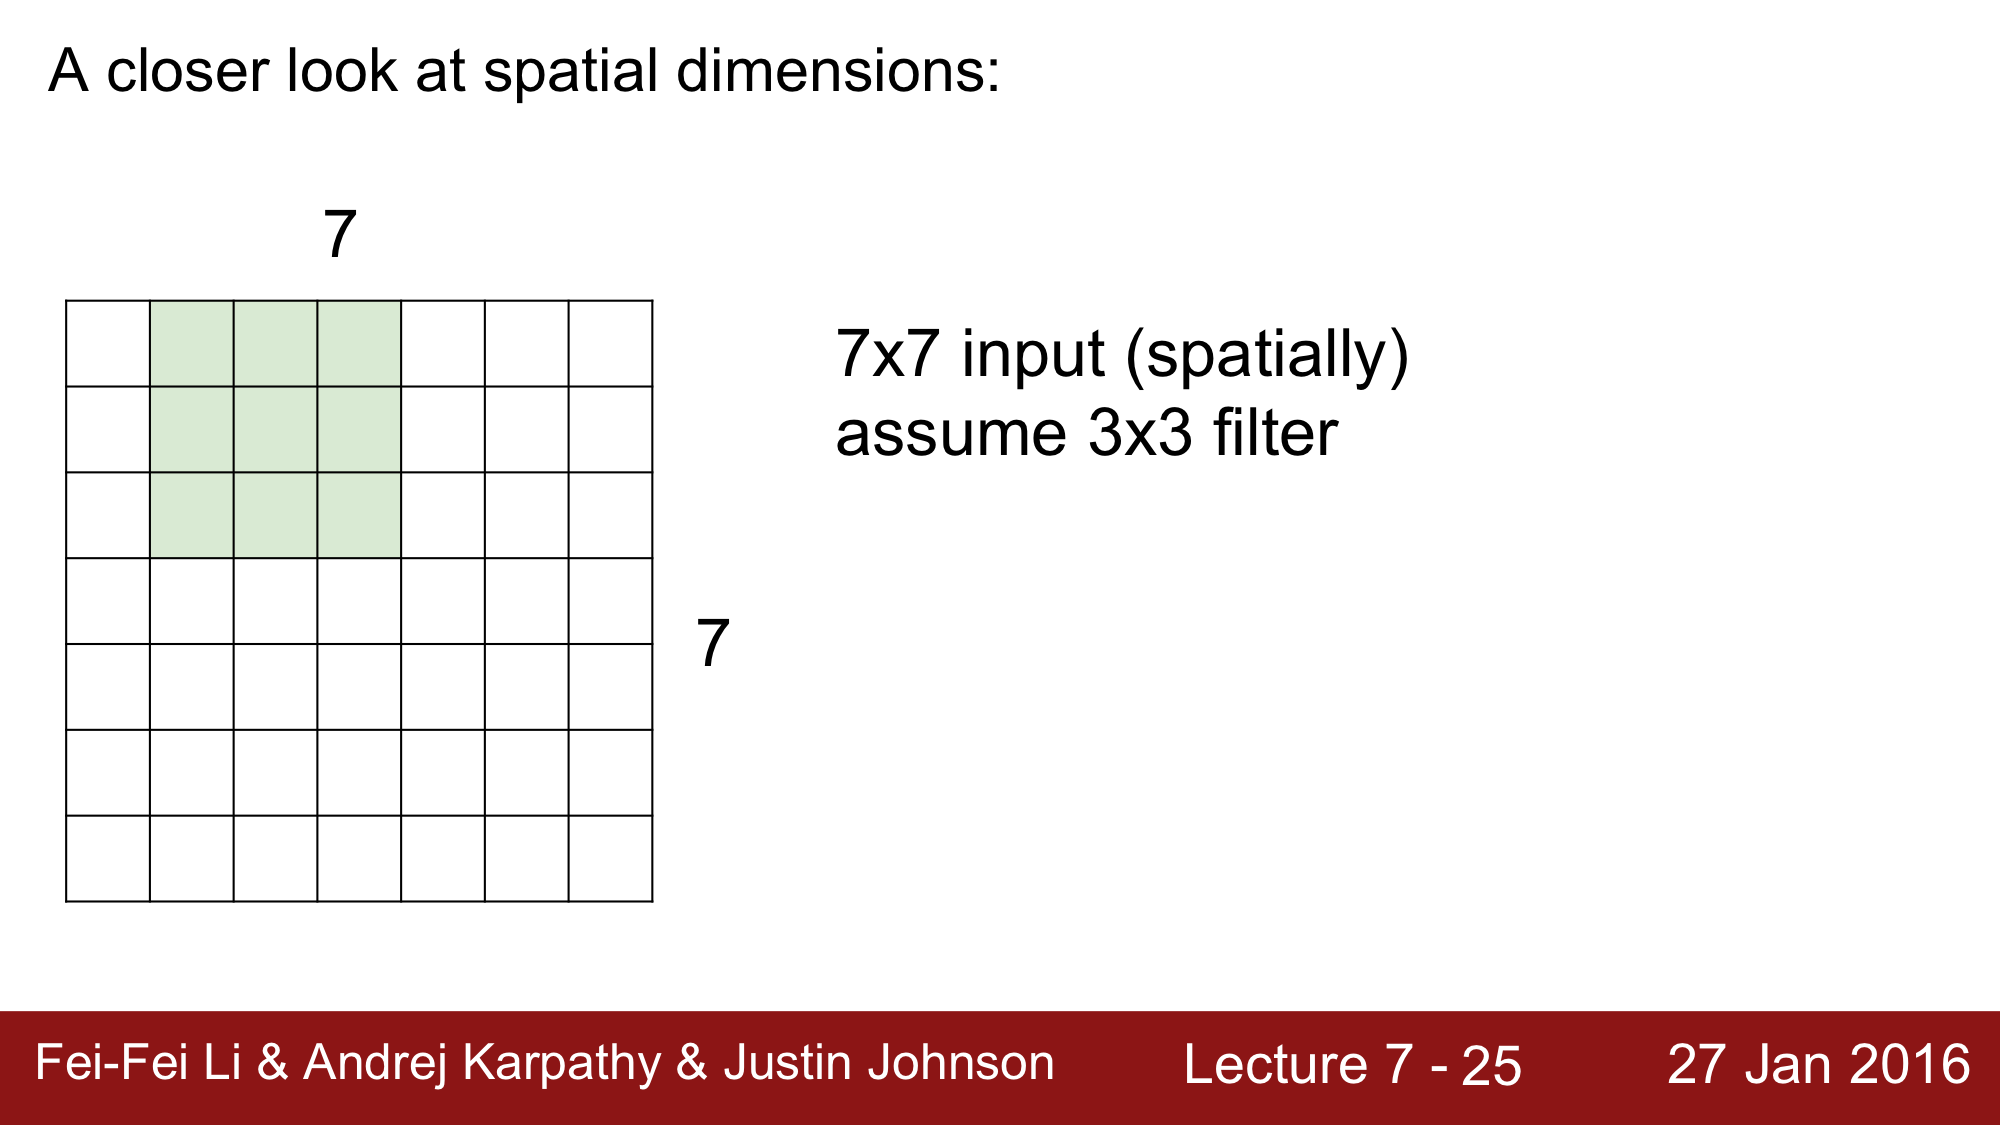 A closer look at spatial dimensions:
7
7x7 input (spatially)
assume 3x3 filter
7
Fei-Fei Li & Andrej Karpathy & Justin Johnson
Lecture 7 - 25
27 Jan 2016